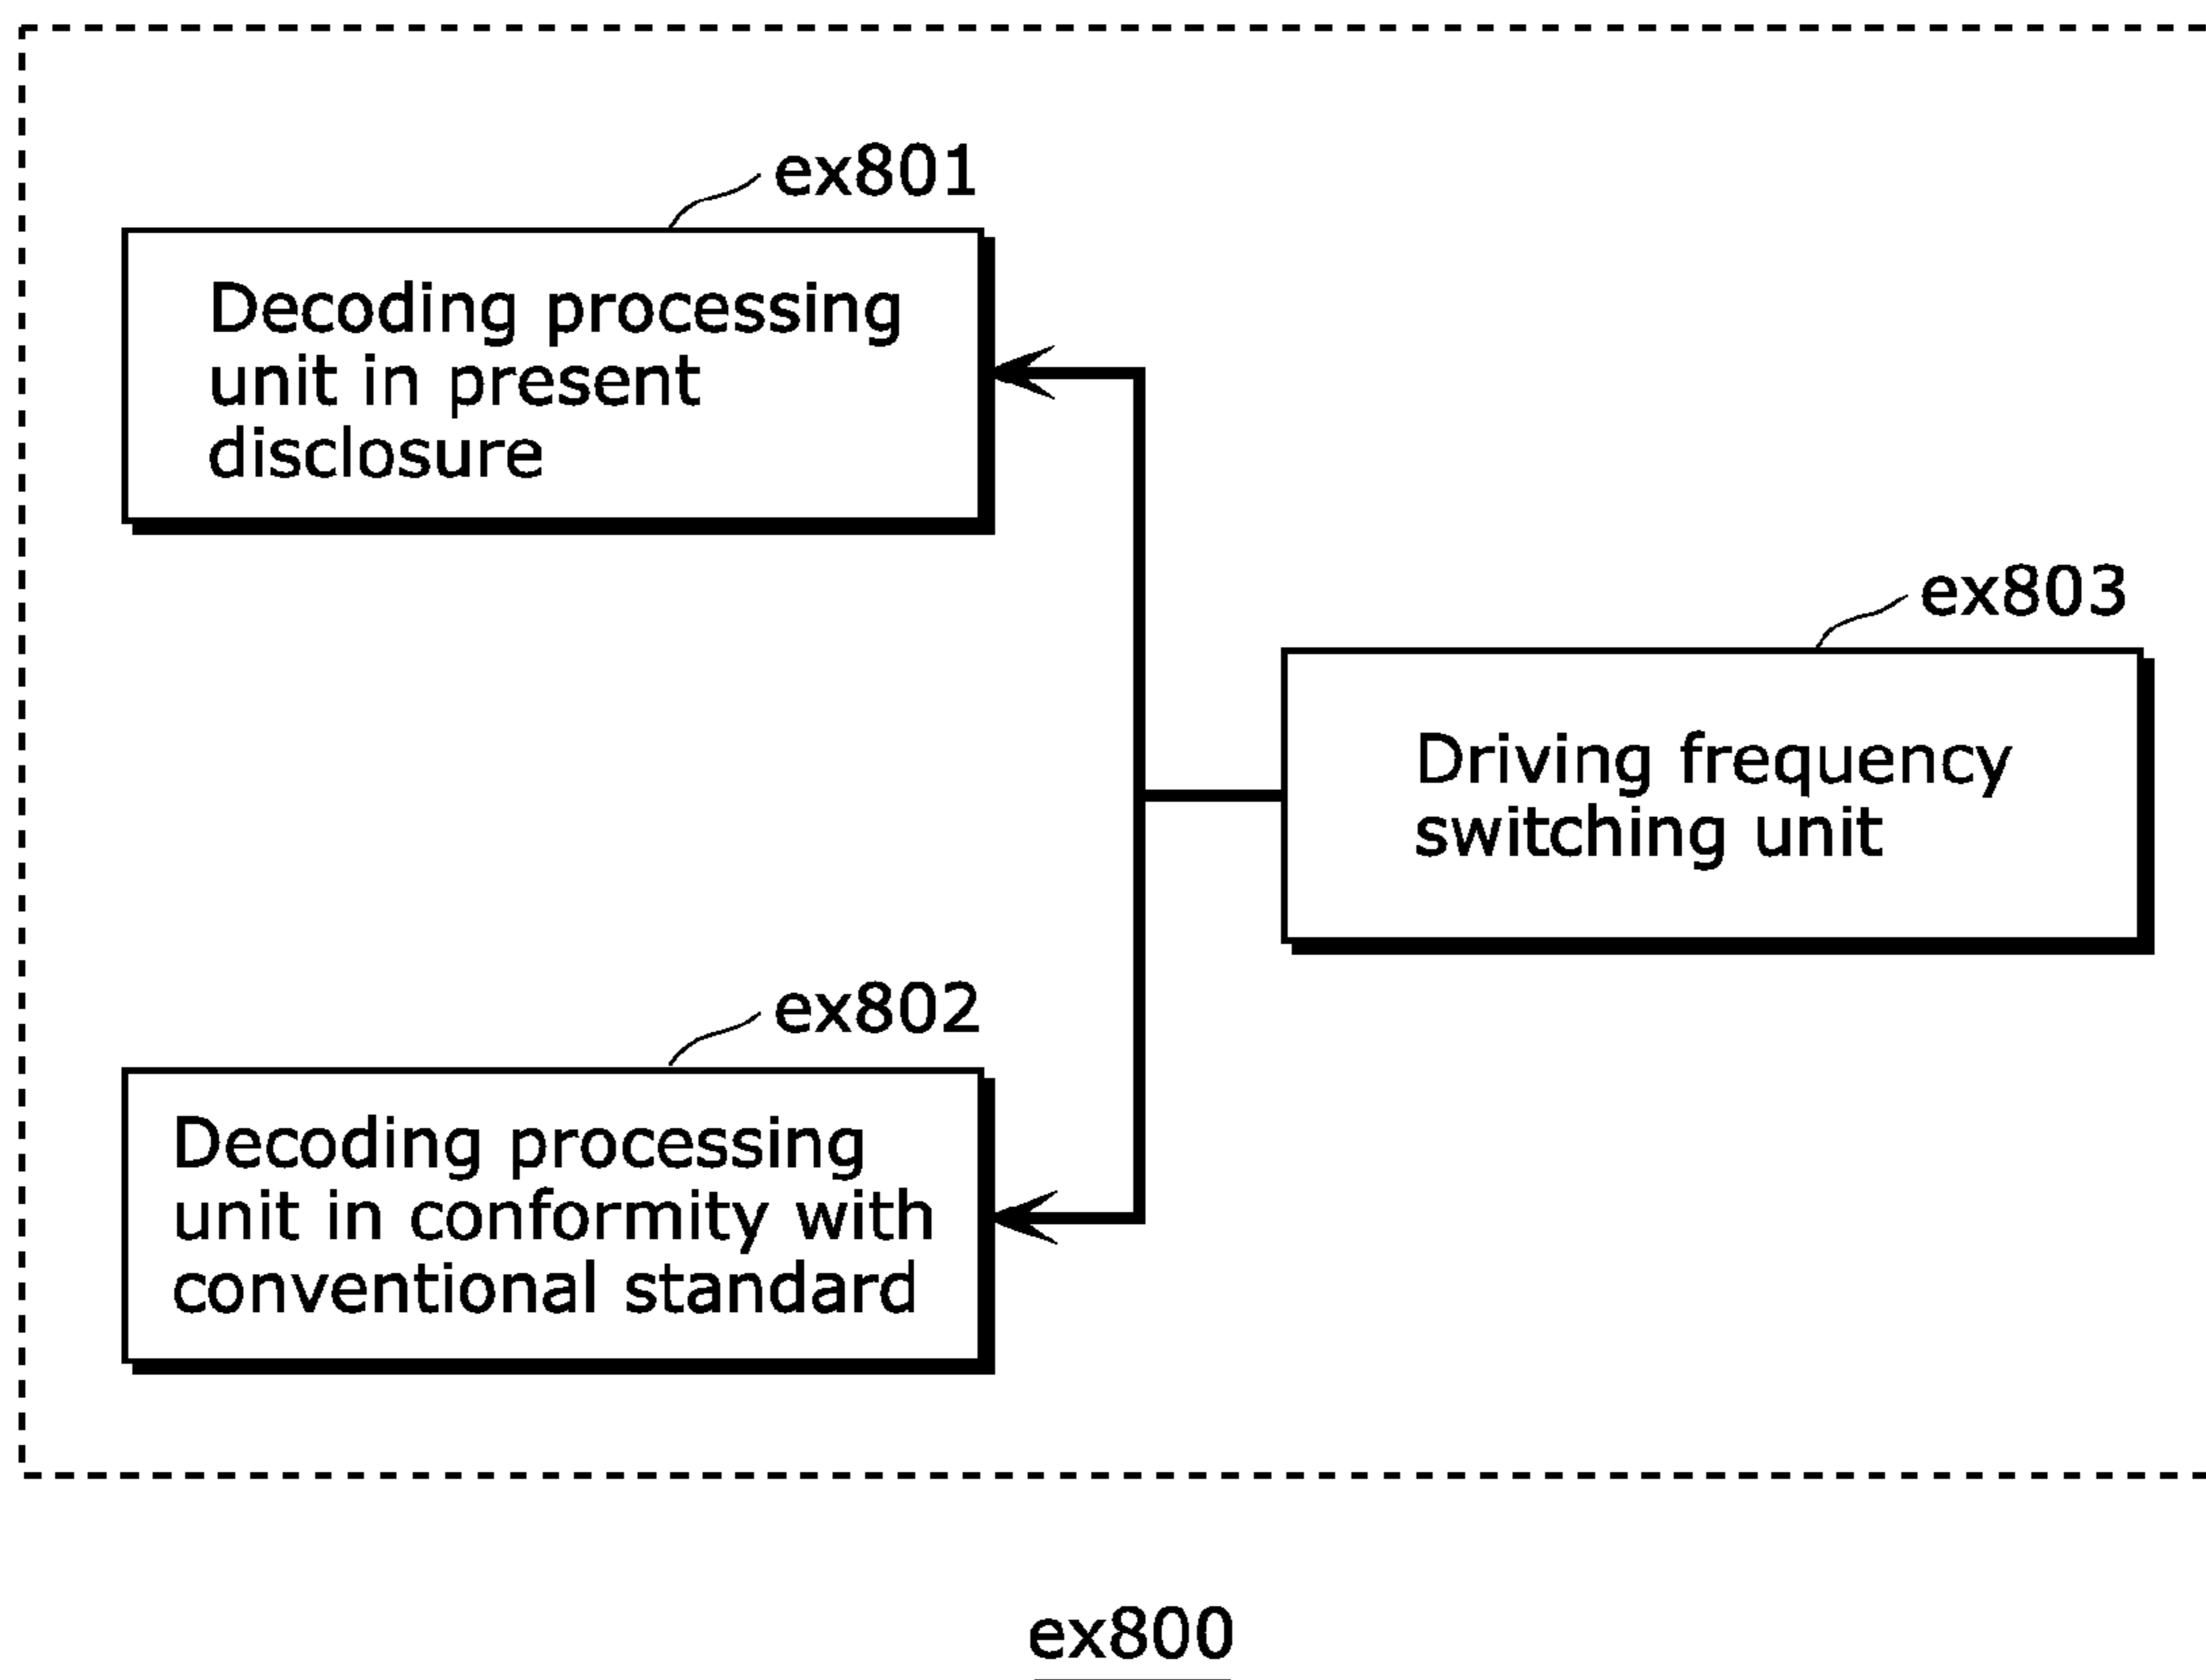 ex801
Decoding processing
unit in present
disclosure
ex803
Driving frequency
switching unit
ex802
Decoding processing
unit in conformity with
conventional standard
ex800